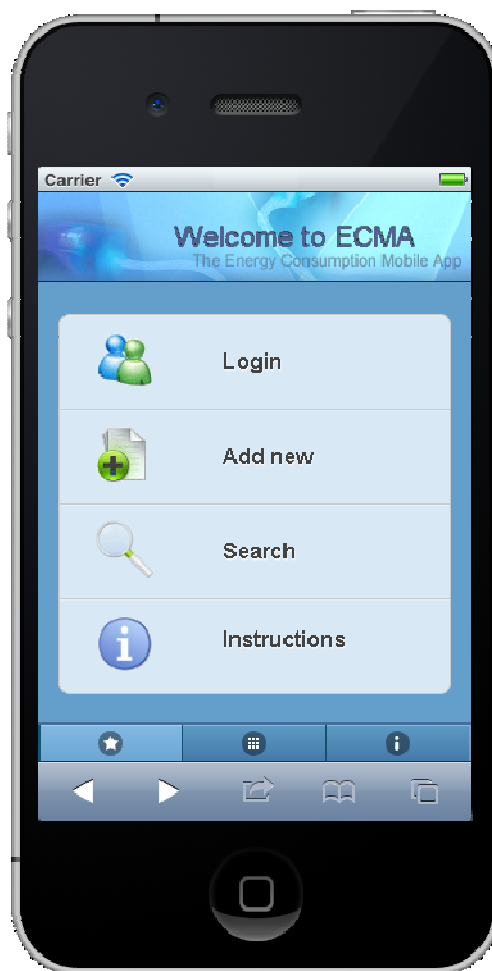 Carrier
Welcome to ECMA
The Energy Consumption Mobile App
Login
Add new
Search
Instructions